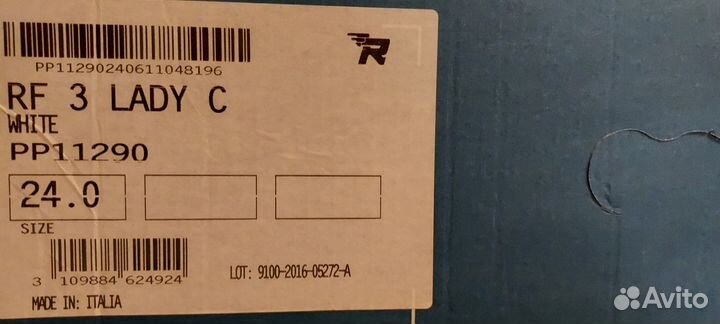 PP11290240611048196
R
RF 3 LADY C
WHITE
PP11290
24.0
SIZE
3 109884 624924
LOT: 9100-2016-05272-A
MADE IN: ITALIA
Avito